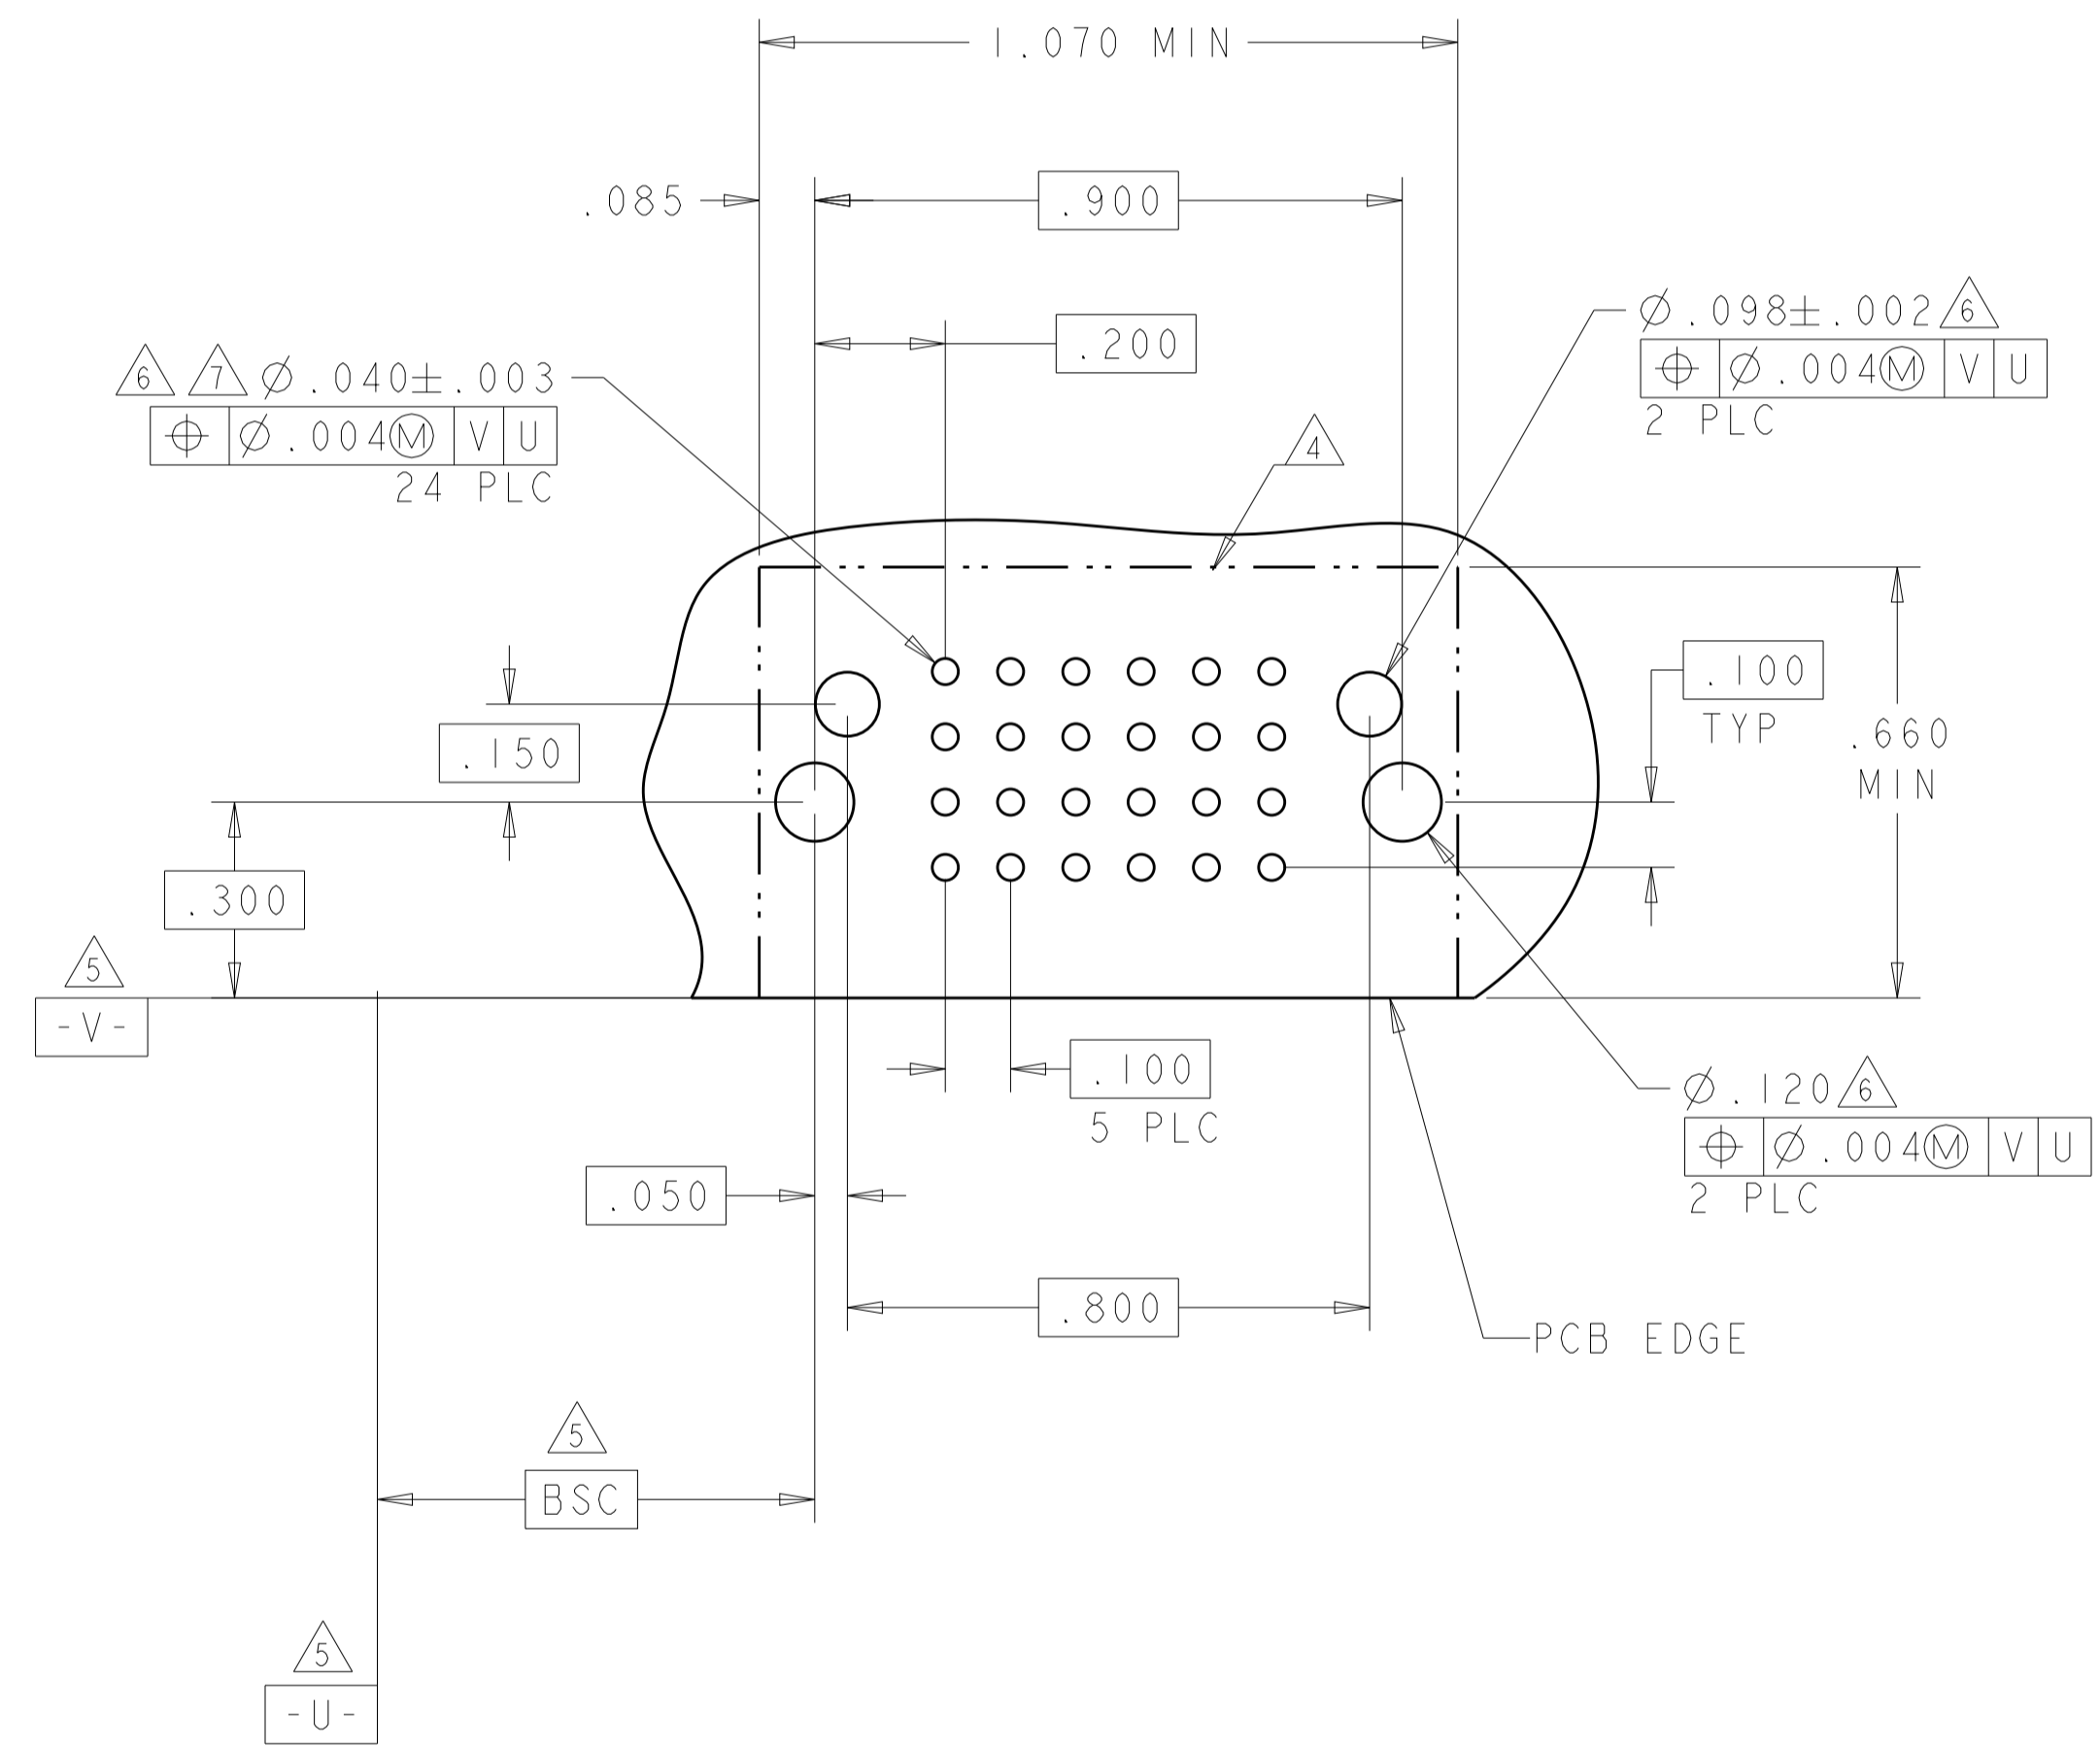 1.070 MIN
.085
.900
.200
6 7 ⌀.040±.003
⌖ ⌀.004Ⓜ V U
24 PLC
⌀.098±.002 6
⌖ ⌀.004Ⓜ V U
2 PLC
4
.150
.100
TYP
.660
MIN
.300
5
-V-
.100
5 PLC
⌀.120 6
⌖ ⌀.004Ⓜ V U
2 PLC
.050
.800
PCB EDGE
5
BSC
5
-U-